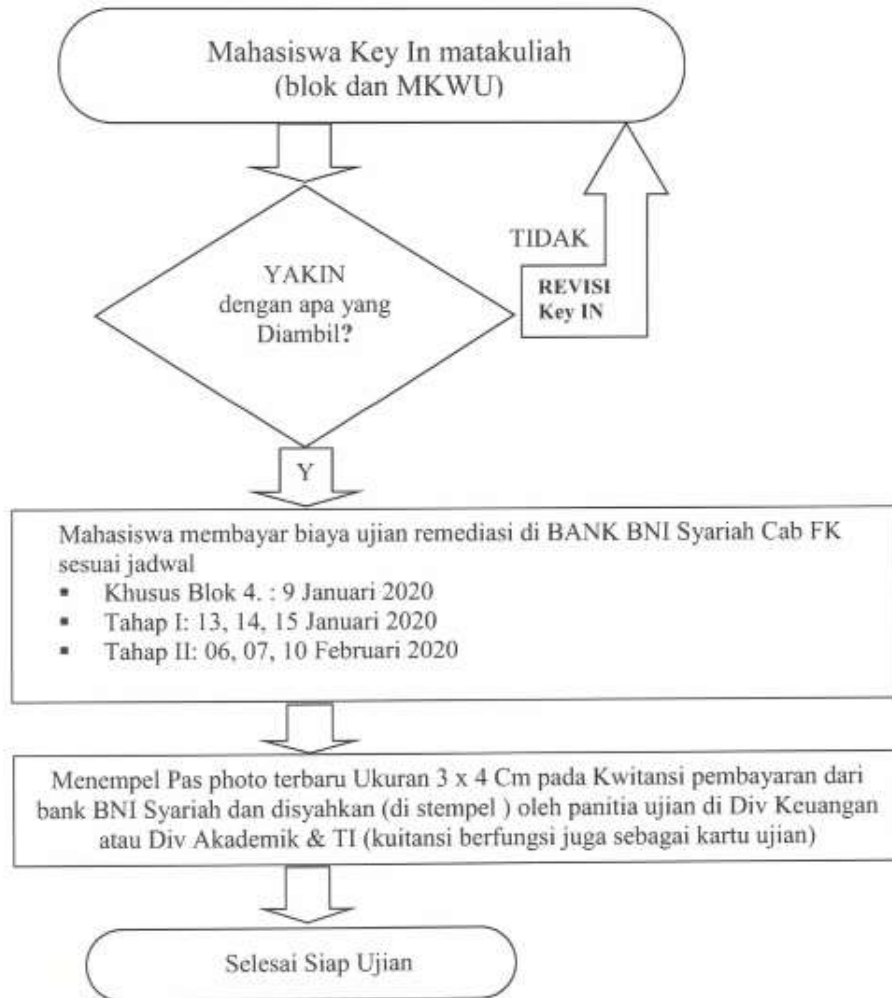 Mahasiswa Key In matakuliah
(blok dan MKWU)
TIDAK
REVISI
Key IN
YAKIN
dengan apa yang
Diambil?
Y
Mahasiswa membayar biaya ujian remediasi di BANK BNI Syariah Cab FK
sesuai jadwal
▪ Khusus Blok 4. : 9 Januari 2020
▪ Tahap I: 13, 14, 15 Januari 2020
▪ Tahap II: 06, 07, 10 Februari 2020
Menempel Pas photo terbaru Ukuran 3 x 4 Cm pada Kwitansi pembayaran dari
bank BNI Syariah dan disyahkan (di stempel ) oleh panitia ujian di Div Keuangan
atau Div Akademik & TI (kuitansi berfungsi juga sebagai kartu ujian)
Selesai Siap Ujian